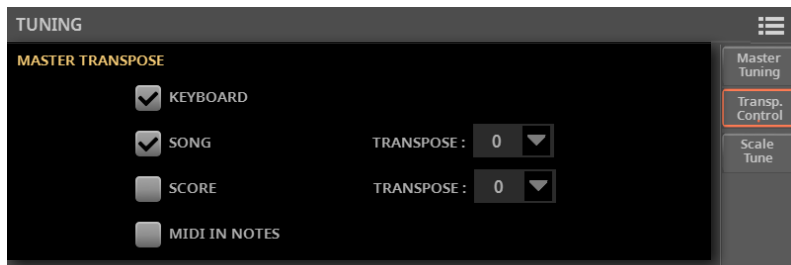 TUNING
MASTER TRANSPOSE
KEYBOARD
SONG TRANSPOSE : 0
SCORE TRANSPOSE : 0
MIDI IN NOTES
Master
Tuning
Transp.
Control
Scale
Tune